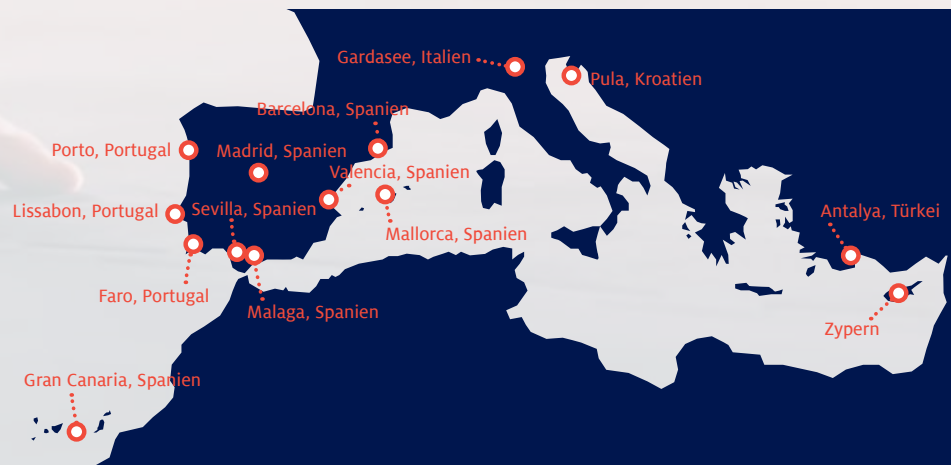 Gardasee, Italien
Pula, Kroatien
Barcelona, Spanien
Porto, Portugal
Madrid, Spanien
Valencia, Spanien
Lissabon, Portugal
Sevilla, Spanien
Antalya, Türkei
Mallorca, Spanien
Faro, Portugal
Malaga, Spanien
Zypern
Gran Canaria, Spanien